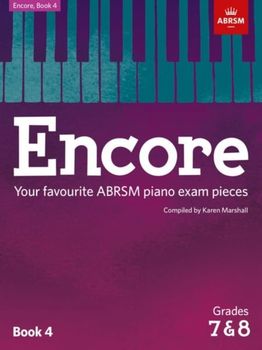 Encore, Book 4
ABRSM
Encore
Your favourite ABRSM piano exam pieces
Compiled by Karen Marshall
Grades
7&8
Book 4